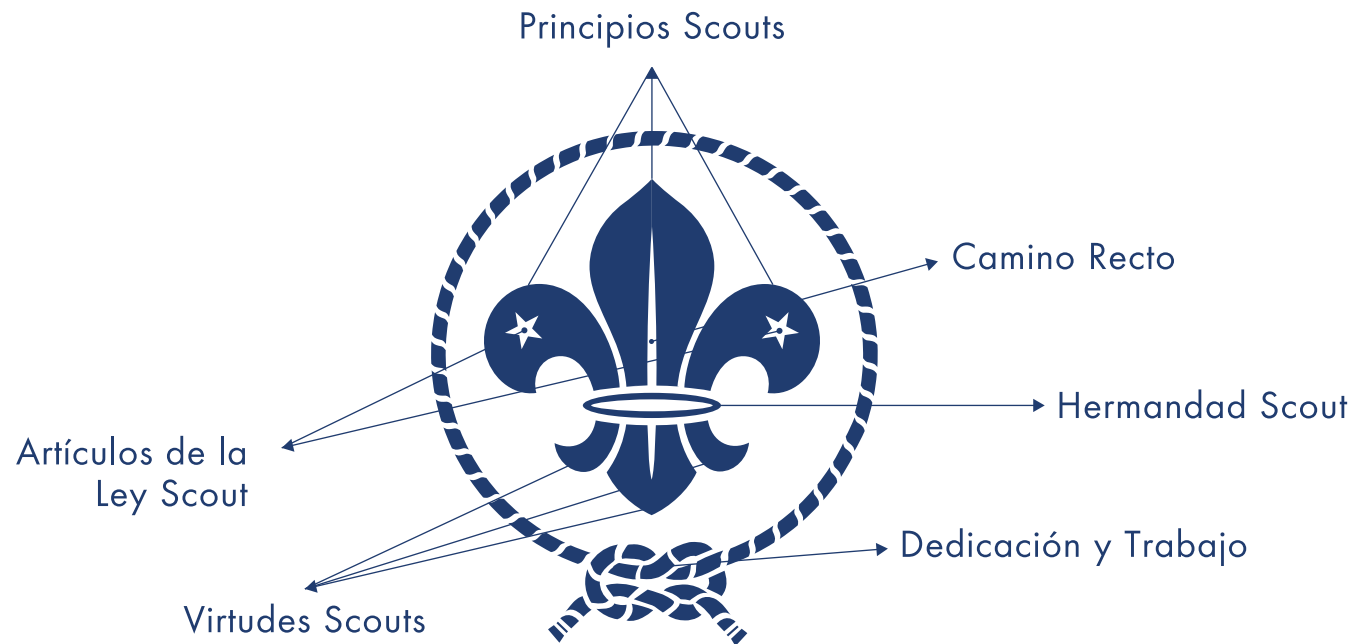 Principios Scouts
Camino Recto
Hermandad Scout
Artículos de la
Ley Scout
Dedicación y Trabajo
Virtudes Scouts